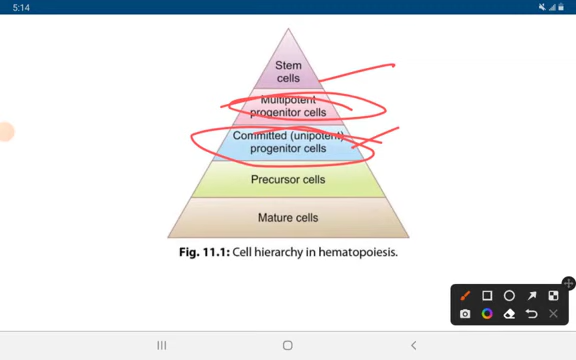 5:14
Stem
cells
Multipotent
progenitor cells
Committed (unipotent)
progenitor cells
Precursor cells
Mature cells
Fig. 11.1: Cell hierarchy in hematopoiesis.